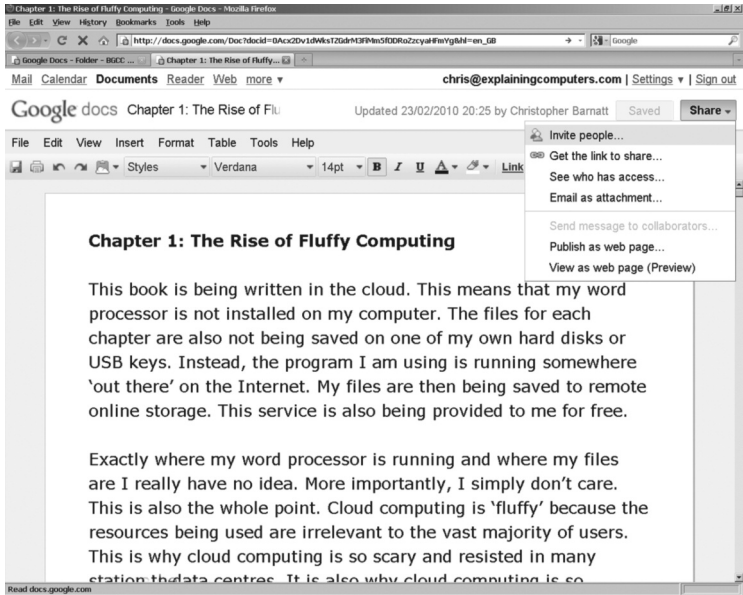 Chapter 1: The Rise of Fluffy Computing - Google Docs - Mozilla Firefox
File Edit View History Bookmarks Tools Help
http://docs.google.com/Doc?docid=0Acx2Dv1dWksTZGdrM3FiMm5fODRoZzcyaHFmYg&hl=en_GB Google
Google Docs - Folder - BGCC ... Chapter 1: The Rise of Fluffy...
Mail Calendar Documents Reader Web more chris@explainingcomputers.com | Settings | Sign out
Google docs Chapter 1: The Rise of Flu Updated 23/02/2010 20:25 by Christopher Barnatt Saved Share
File Edit View Insert Format Table Tools Help
Styles Verdana 14pt B I U A Link
Invite people...
Get the link to share...
See who has access...
Email as attachment...
Send message to collaborators...
Publish as web page...
View as web page (Preview)
Chapter 1: The Rise of Fluffy Computing
This book is being written in the cloud. This means that my word
processor is not installed on my computer. The files for each
chapter are also not being saved on one of my own hard disks or
USB keys. Instead, the program I am using is running somewhere
‘out there’ on the Internet. My files are then being saved to remote
online storage. This service is also being provided to me for free.
Exactly where my word processor is running and where my files
are I really have no idea. More importantly, I simply don’t care.
This is also the whole point. Cloud computing is ‘fluffy’ because the
resources being used are irrelevant to the vast majority of users.
This is why cloud computing is so scary and resisted in many
data centres. It is also why cloud computing is so
Read docs.google.com